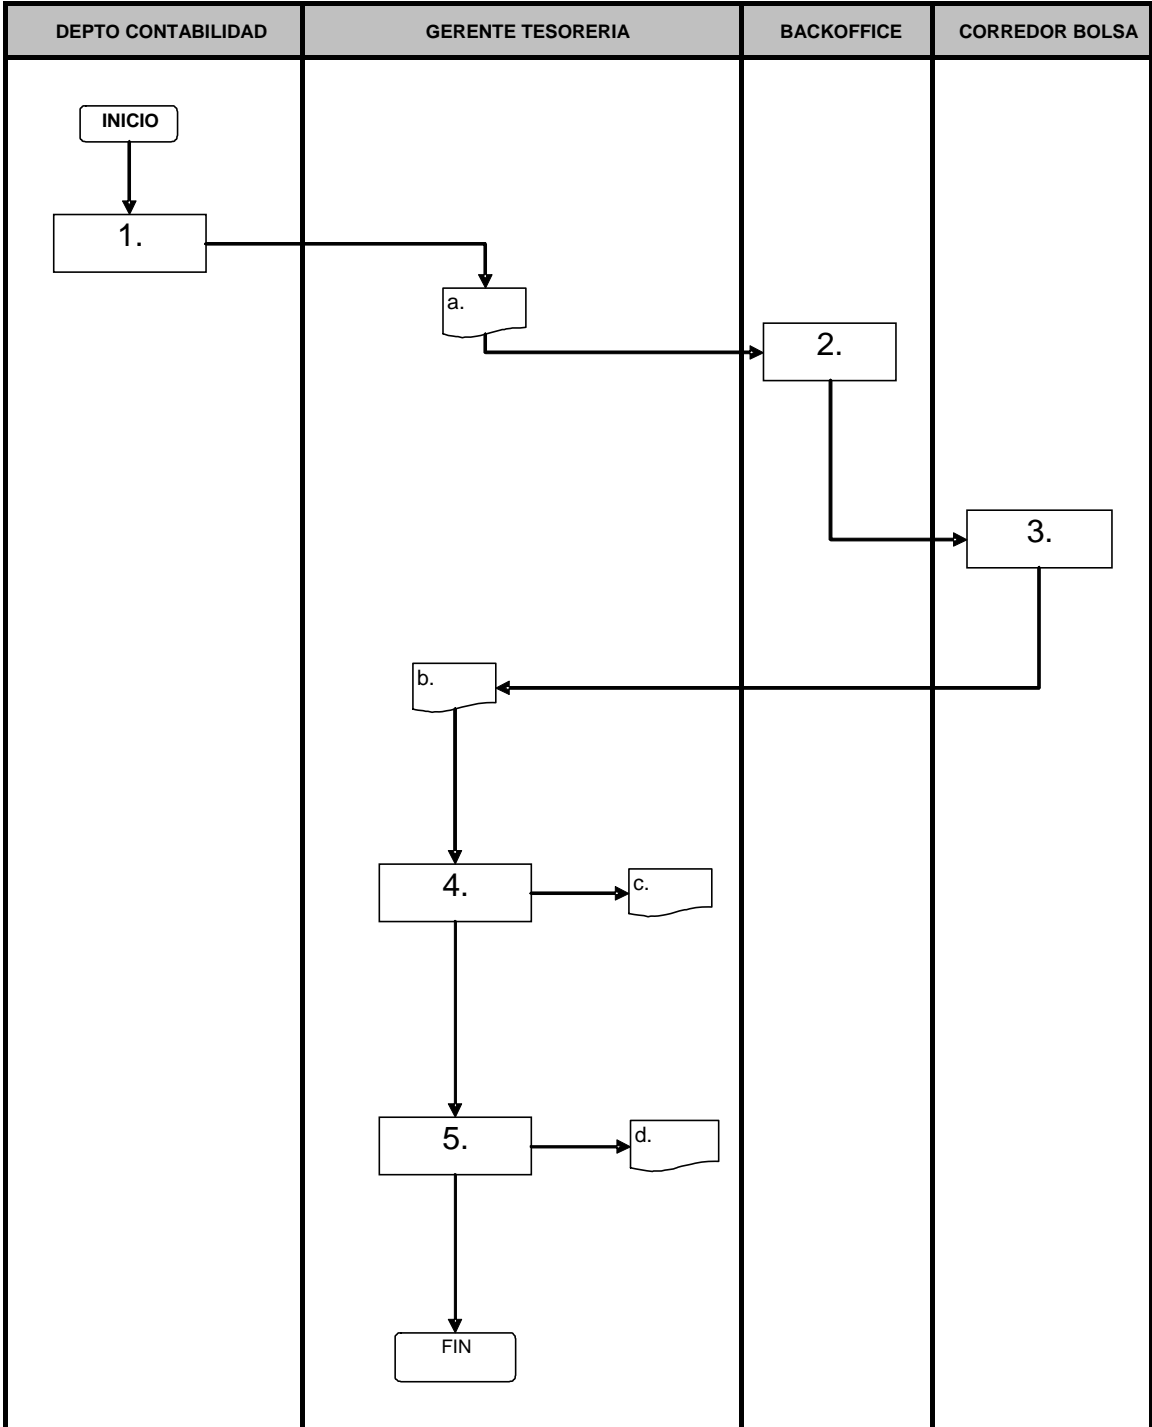 DEPTO CONTABILIDAD
GERENTE TESORERIA
BACKOFFICE
CORREDOR BOLSA
INICIO
1.
a.
2.
3.
b.
4.
c.
5.
d.
FIN